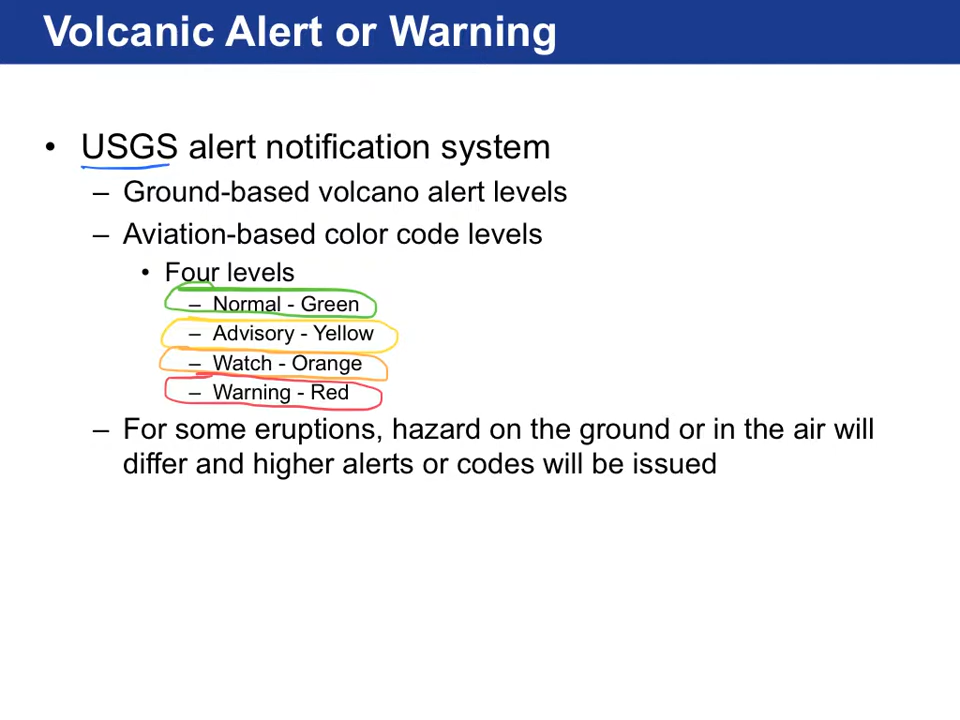 Volcanic Alert or Warning
• USGS alert notification system
– Ground-based volcano alert levels
– Aviation-based color code levels
• Four levels
– Normal - Green
– Advisory - Yellow
– Watch - Orange
– Warning - Red
– For some eruptions, hazard on the ground or in the air will
differ and higher alerts or codes will be issued